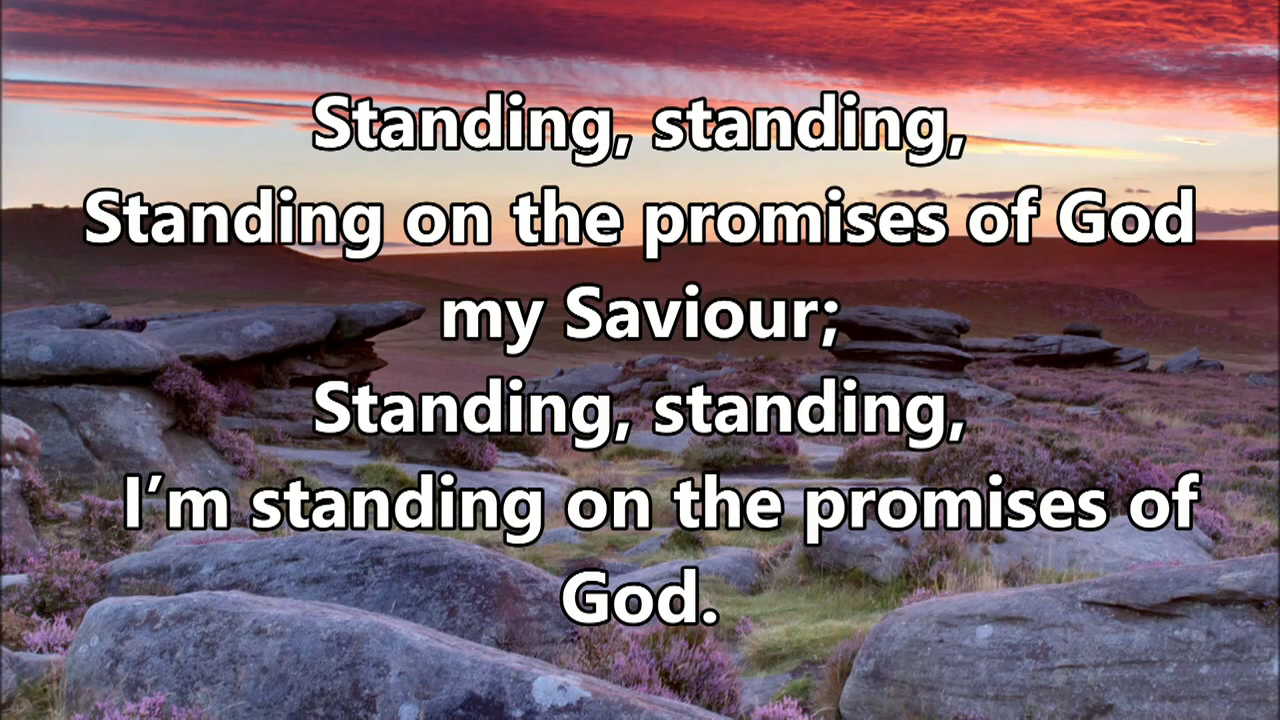 Standing, standing,
Standing on the promises of God
my Saviour;
Standing, standing,
I’m standing on the promises of
God.